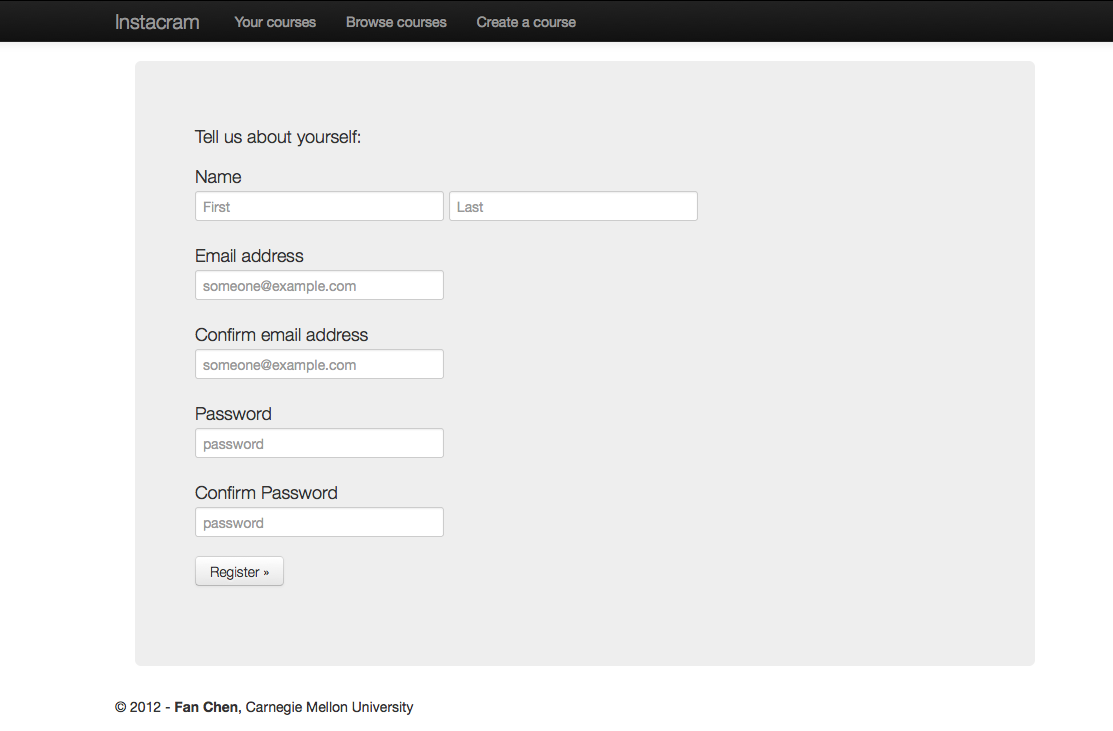 Instacram Your courses Browse courses Create a course
Tell us about yourself:
Name
First Last
Email address
someone@example.com
Confirm email address
someone@example.com
Password
password
Confirm Password
password
Register »
© 2012 - Fan Chen, Carnegie Mellon University